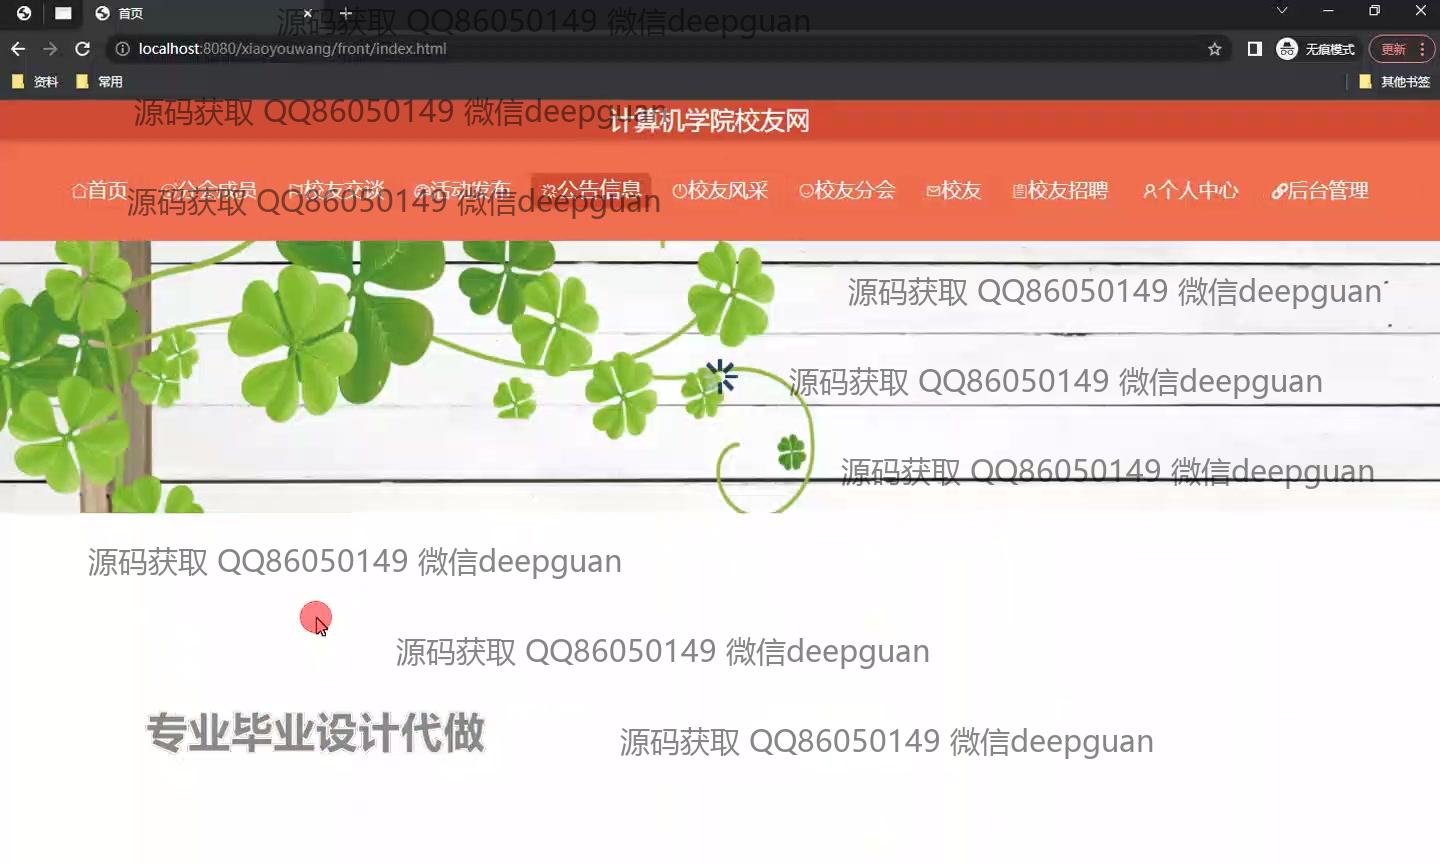 首页
源码获取 QQ86050149 微信deepguan
localhost:8080/xiaoyouwang/front/index.html
无痕模式
更新
资料
常用
其他书签
源码获取 QQ86050149 微信deepguan
计算机学院校友网
首页 分会成员 校友交谈 活动发布 公告信息 校友风采 校友分会 校友 校友招聘 个人中心 后台管理
源码获取 QQ86050149 微信deepguan
源码获取 QQ86050149 微信deepguan
源码获取 QQ86050149 微信deepguan
源码获取 QQ86050149 微信deepguan
源码获取 QQ86050149 微信deepguan
源码获取 QQ86050149 微信deepguan
专业毕业设计代做
源码获取 QQ86050149 微信deepguan